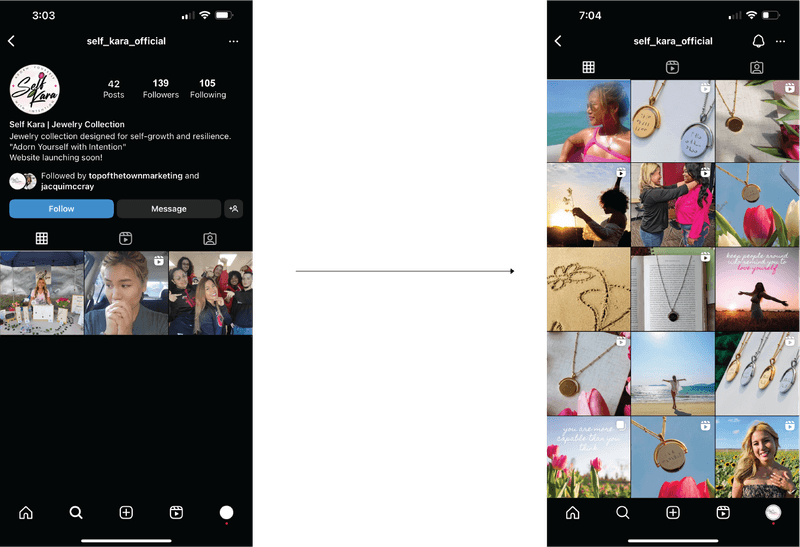 3:03
self_kara_official
Self
Kara
42
139
105
Posts
Followers
Following
Self Kara | Jewelry Collection
Jewelry collection designed for self-growth and resilience.
"Adorn Yourself with Intention"
Website launching soon!
Followed by topofthetownmarketing and
jacquimccray
Follow
Message
7:04
self_kara_official
keep people around
who remind you to
love yourself
you are more
capable than you
think